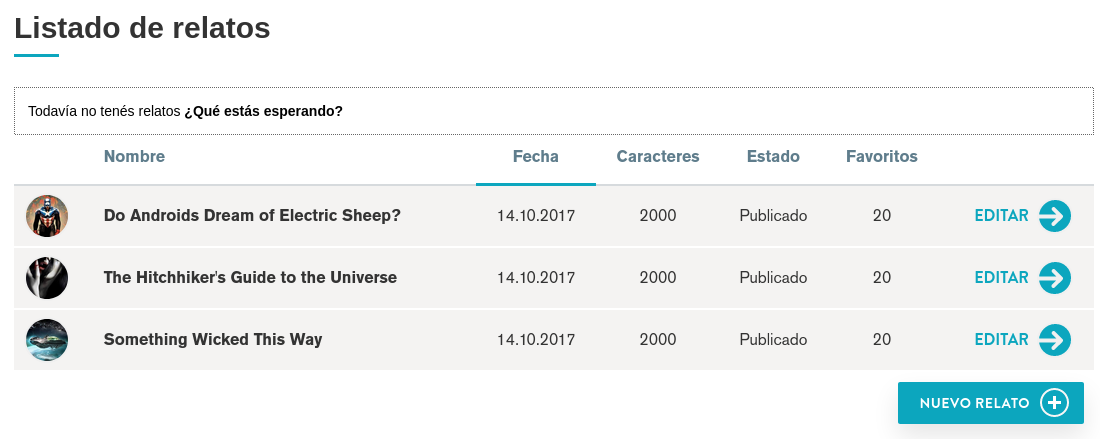 Listado de relatos
Todavía no tenés relatos ¿Qué estás esperando?
Nombre Fecha Caracteres Estado Favoritos
Do Androids Dream of Electric Sheep? 14.10.2017 2000 Publicado 20 EDITAR
The Hitchhiker's Guide to the Universe 14.10.2017 2000 Publicado 20 EDITAR
Something Wicked This Way 14.10.2017 2000 Publicado 20 EDITAR
NUEVO RELATO